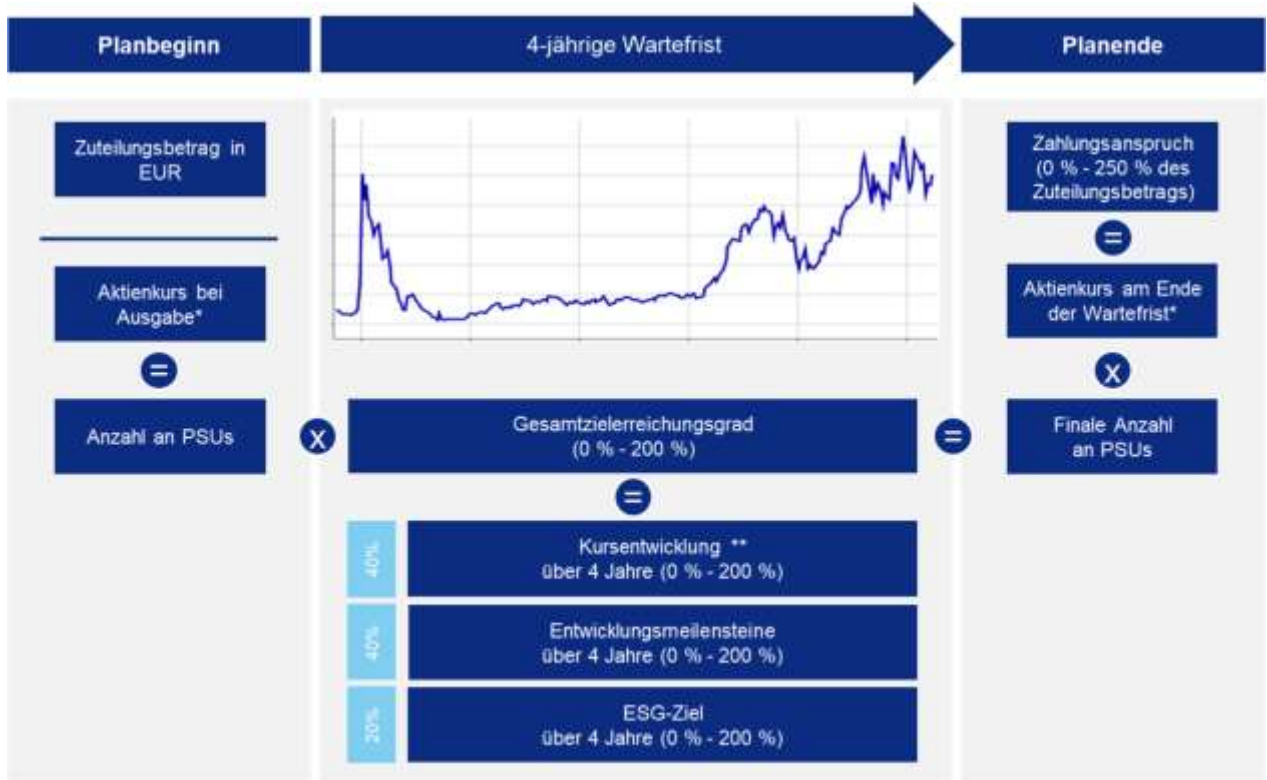 Planbeginn
4-jährige Wartefrist
Planende
Zuteilungsbetrag in
EUR
Aktienkurs bei
Ausgabe*
=
Anzahl an PSUs
x
Gesamtzielerreichungsgrad
(0 % - 200 %)
=
40%
Kursentwicklung **
über 4 Jahre (0 % - 200 %)
40%
Entwicklungsmeilensteine
über 4 Jahre (0 % - 200 %)
20%
ESG-Ziel
über 4 Jahre (0 % - 200 %)
=
Zahlungsanspruch
(0 % - 250 % des
Zuteilungsbetrags)
=
Aktienkurs am Ende
der Wartefrist*
x
Finale Anzahl
an PSUs